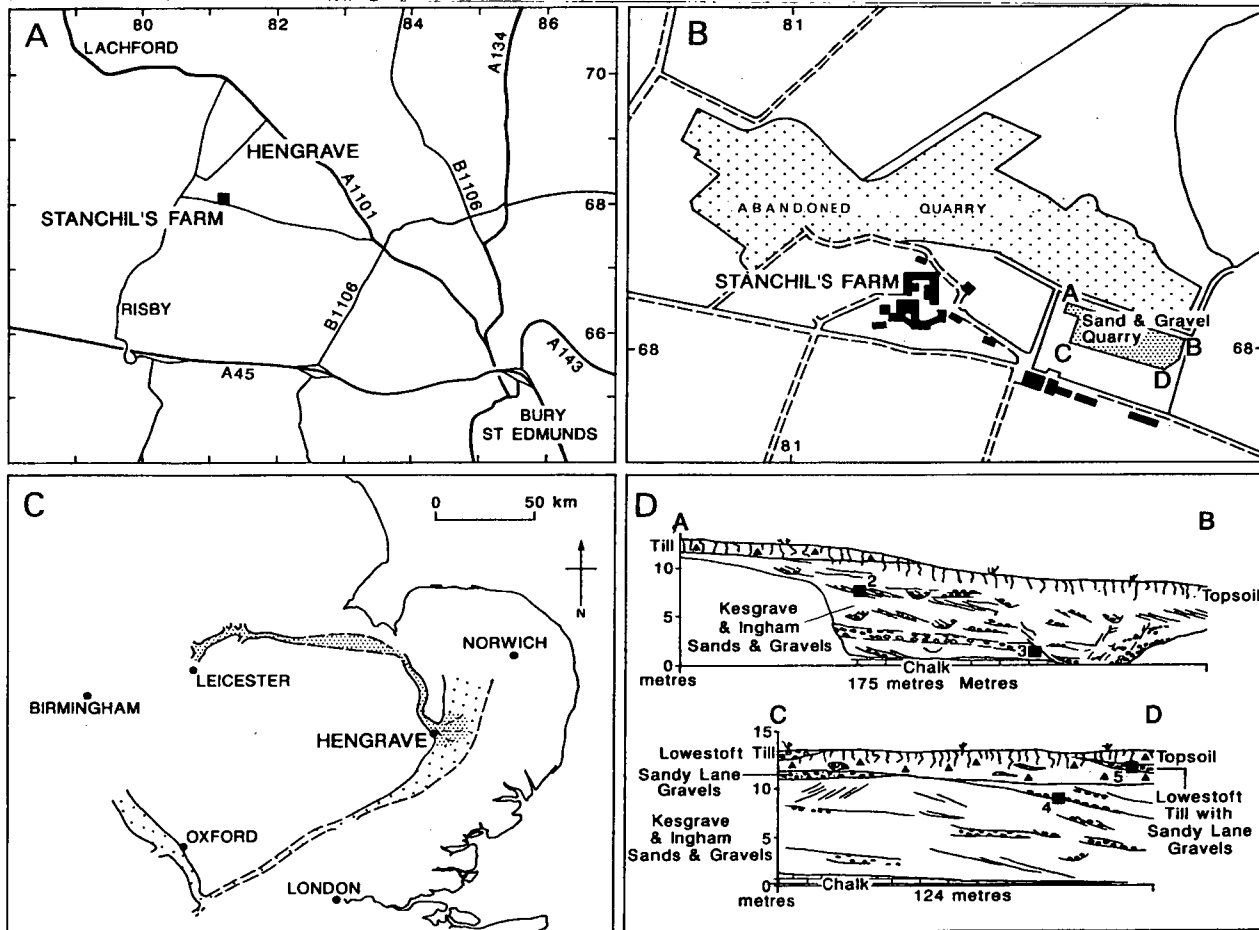 A
80
82
84
86
LACHFORD
A134
70
HENGRAVE
B1106
A1101
STANCHIL'S FARM
68
RISBY
B1106
66
A45
A143
BURY
ST EDMUNDS
B
81
ABANDONED QUARRY
STANCHIL'S FARM
A
Sand & Gravel
Quarry
B
68
C
68
D
81
C
0 50 km
N
NORWICH
LEICESTER
BIRMINGHAM
HENGRAVE
OXFORD
LONDON
D
A
B
Till
10
2
Topsoil
Kesgrave
& Ingham
Sands & Gravels
5
3
0
Chalk
metres
175 metres Metres
C
D
15
Lowestoft Till
Topsoil
Sandy Lane
Gravels
5
10
4
Lowestoft
Till with
Sandy Lane
Gravels
Kesgrave
& Ingham
Sands & Gravels
5
0
Chalk
metres
124 metres